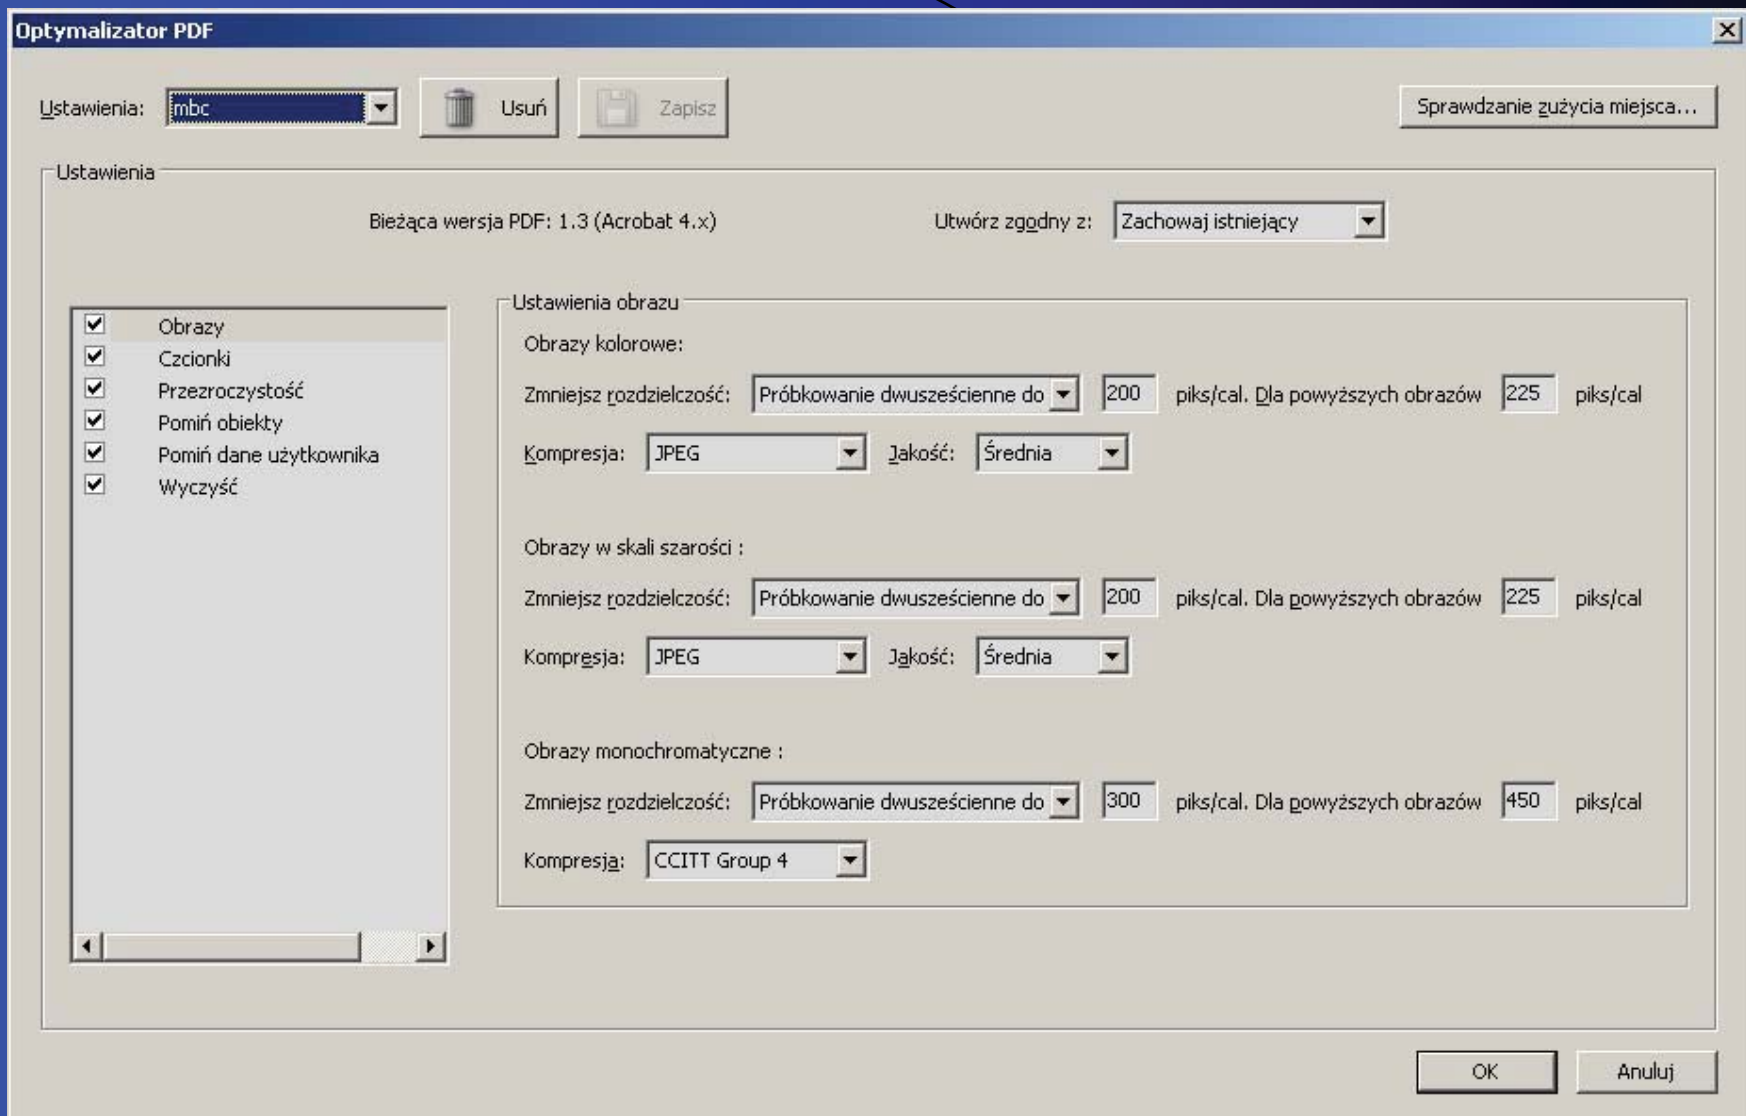 Optymalizator PDF
Ustawienia: mbc Usuń Zapisz Sprawdzanie zużycia miejsca...
Ustawienia
Bieżąca wersja PDF: 1.3 (Acrobat 4.x) Utwórz zgodny z: Zachowaj istniejący
Obrazy
Czcionki
Przezroczystość
Pomiń obiekty
Pomiń dane użytkownika
Wyczyść
Ustawienia obrazu
Obrazy kolorowe:
Zmniejsz rozdzielczość: Próbkowanie dwusześcienne do 200 piks/cal. Dla powyższych obrazów 225 piks/cal
Kompresja: JPEG Jakość: Średnia
Obrazy w skali szarości :
Zmniejsz rozdzielczość: Próbkowanie dwusześcienne do 200 piks/cal. Dla powyższych obrazów 225 piks/cal
Kompresja: JPEG Jakość: Średnia
Obrazy monochromatyczne :
Zmniejsz rozdzielczość: Próbkowanie dwusześcienne do 300 piks/cal. Dla powyższych obrazów 450 piks/cal
Kompresja: CCITT Group 4
OK Anuluj